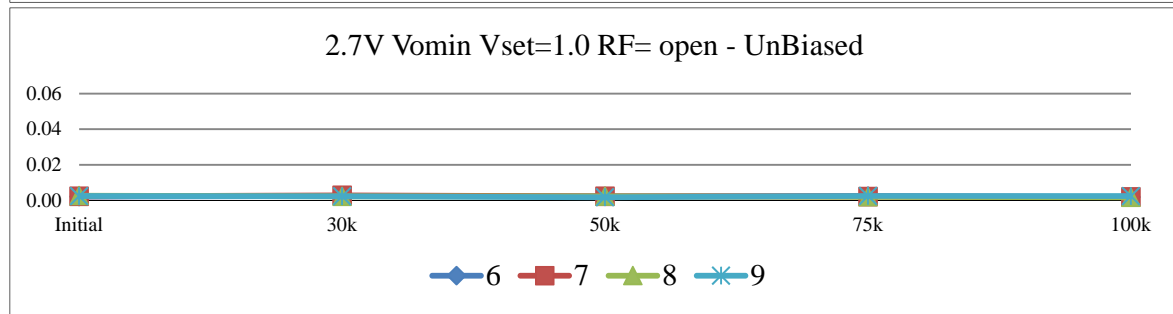 2.7V Vomin Vset=1.0 RF= open - UnBiased
0.06
0.04
0.02
0.00
Initial 30k 50k 75k 100k
6 7 8 9